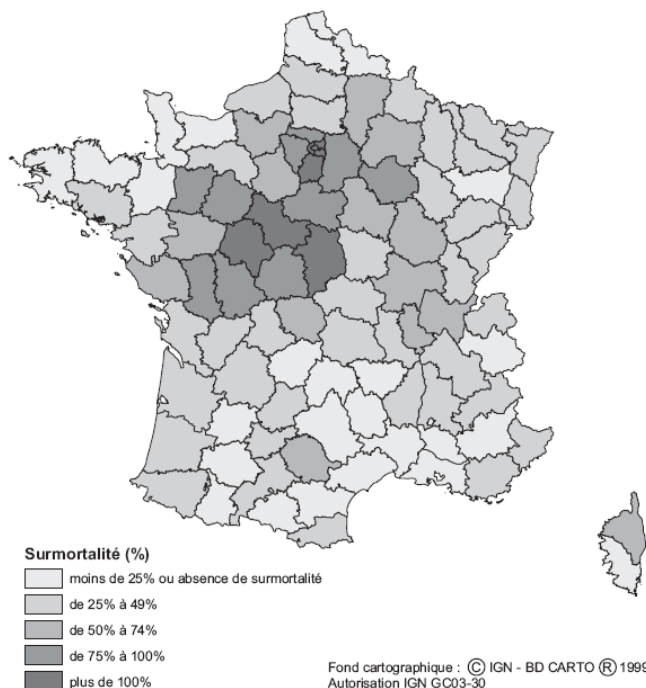 Surmortalité (%)
moins de 25% ou absence de surmortalité
de 25% à 49%
de 50% à 74%
de 75% à 100%
plus de 100%
Fond cartographique : Ⓒ IGN - BD CARTO Ⓡ 1999
Autorisation IGN GC03-30